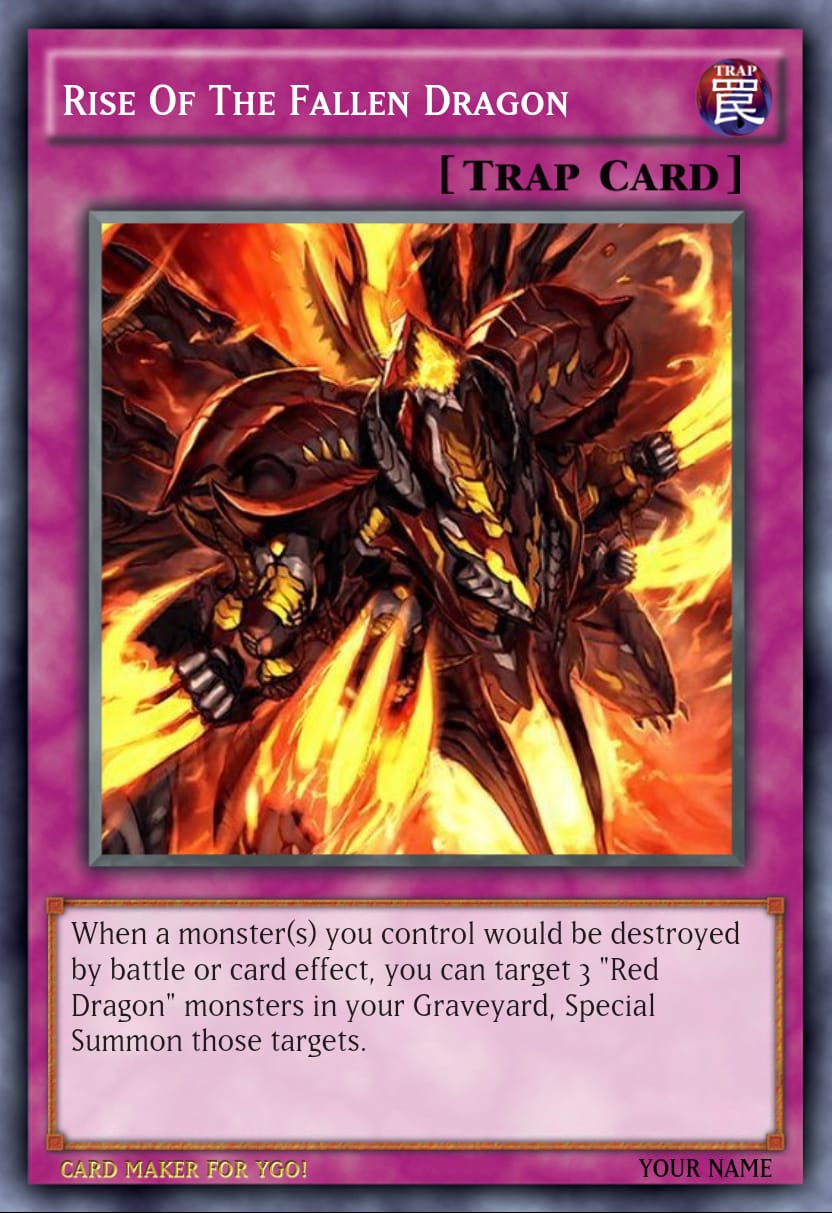 Rise Of The Fallen Dragon
TRAP
罠
[Trap Card]
When a monster(s) you control would be destroyed
by battle or card effect, you can target 3 "Red
Dragon" monsters in your Graveyard, Special
Summon those targets.
CARD MAKER FOR YGO!
YOUR NAME